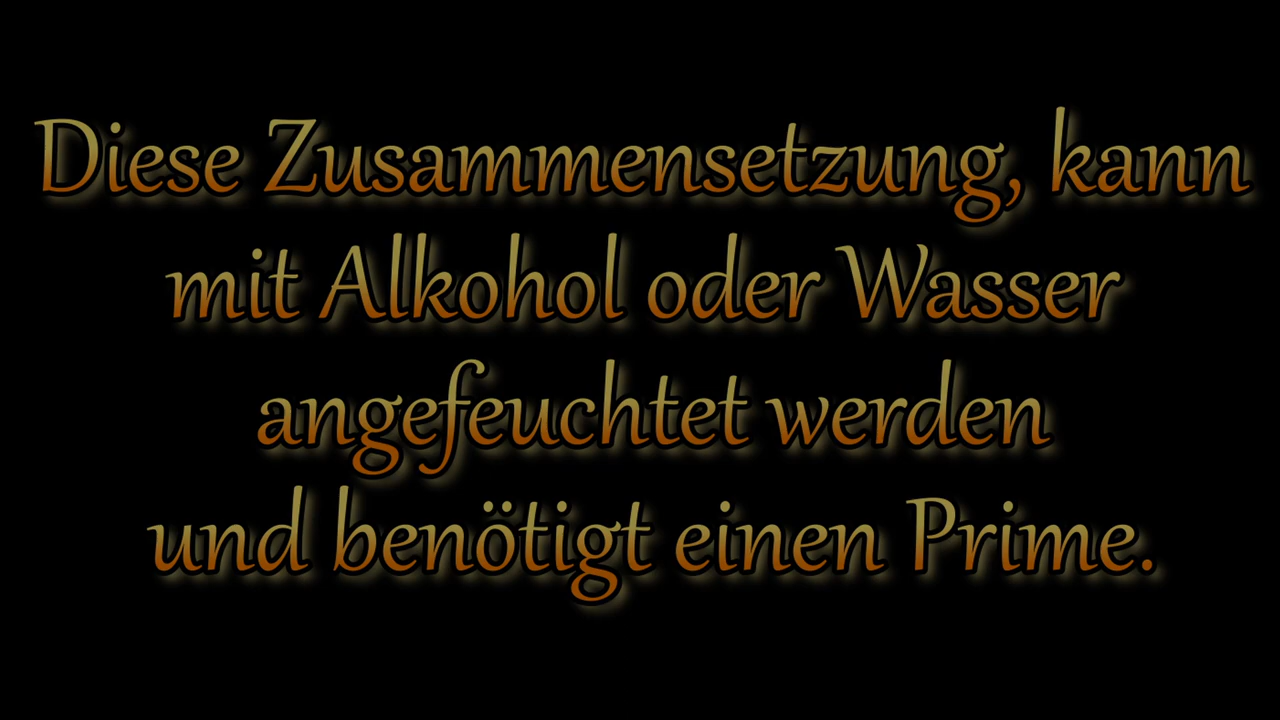 Diese Zusammensetzung, kann
mit Alkohol oder Wasser
angefeuchtet werden
und benötigt einen Prime.